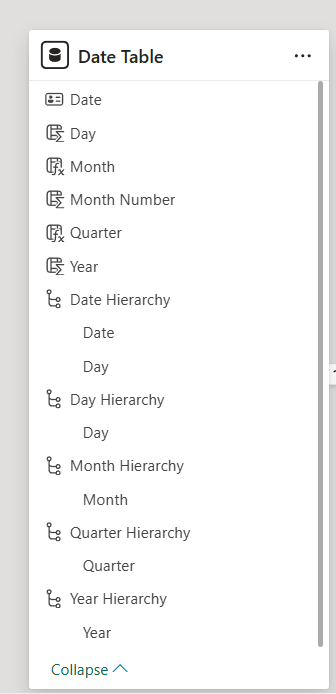 Date Table
Date
Day
Month
Month Number
Quarter
Year
Date Hierarchy
Date
Day
Day Hierarchy
Day
Month Hierarchy
Month
Quarter Hierarchy
Quarter
Year Hierarchy
Year
Collapse